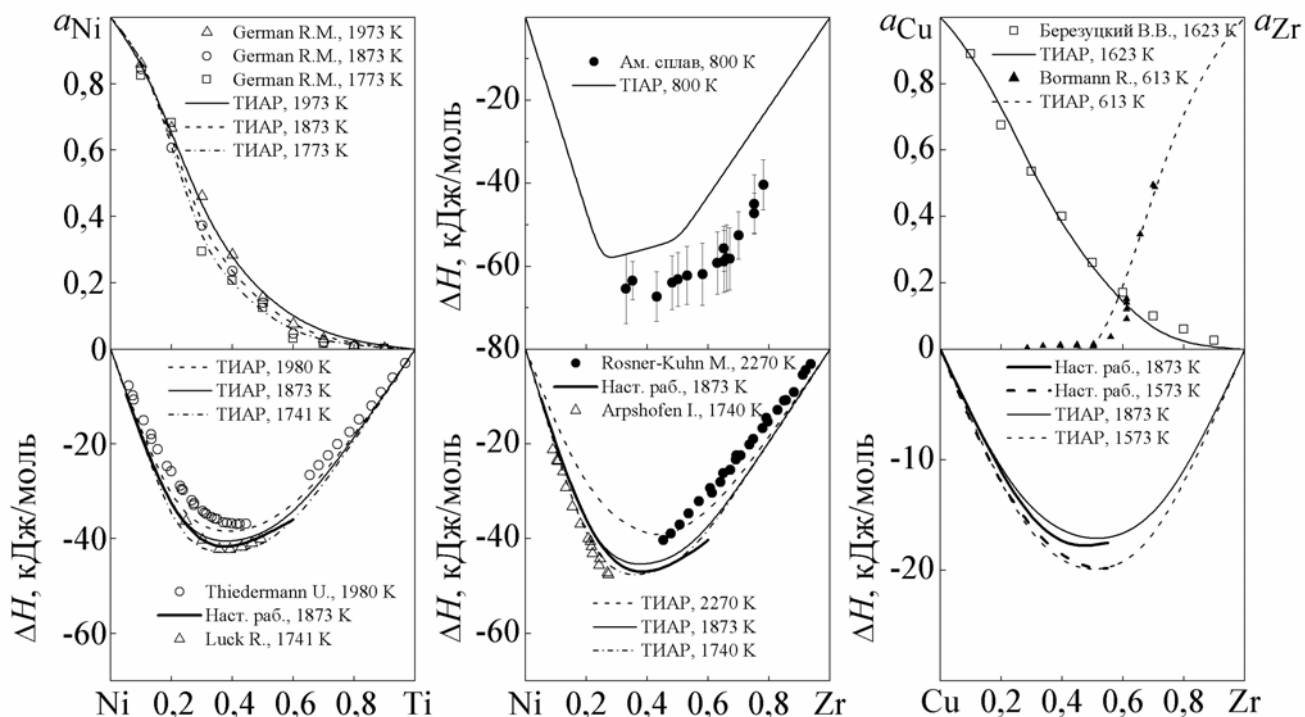 aNi
German R.M., 1973 K
German R.M., 1873 K
German R.M., 1773 K
ТИАР, 1973 K
ТИАР, 1873 K
ТИАР, 1773 K
0,8
0,6
0,4
0,2
0
ΔH, кДж/моль
-20
-40
-60
-80
Ам. сплав, 800 K
ТІАР, 800 K
aCu
aZr
0,8
0,6
0,4
0,2
0
Березуцкий В.В., 1623 K
ТИАР, 1623 K
Bormann R., 613 K
ТИАР, 613 K
ΔH, кДж/моль
-20
-40
-60
ТИАР, 1980 K
ТИАР, 1873 K
ТИАР, 1741 K
Thiedermann U., 1980 K
Наст. раб., 1873 K
Luck R., 1741 K
Ni 0,2 0,4 0,6 0,8 Ti
ΔH, кДж/моль
-20
-40
-60
Rosner-Kuhn M., 2270 K
Наст. раб., 1873 K
Arpshofen I., 1740 K
ТИАР, 2270 K
ТИАР, 1873 K
ТИАР, 1740 K
Ni 0,2 0,4 0,6 0,8 Zr
ΔH, кДж/моль
-10
-20
Наст. раб., 1873 K
Наст. раб., 1573 K
ТИАР, 1873 K
ТИАР, 1573 K
Cu 0,2 0,4 0,6 0,8 Zr